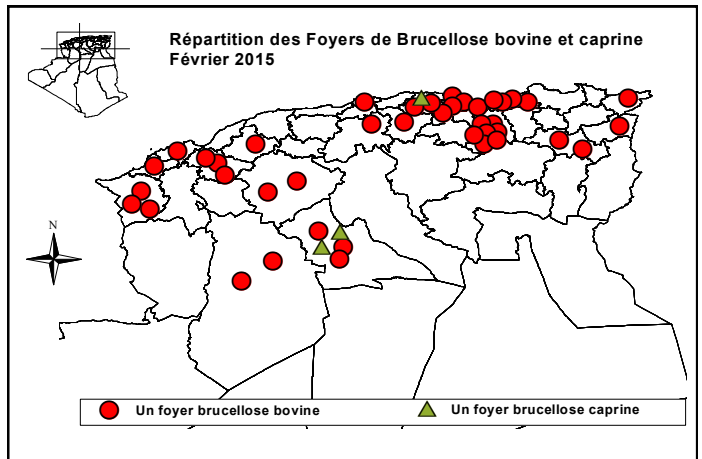 Répartition des Foyers de Brucellose bovine et caprine
Février 2015
N
Un foyer brucellose bovine
Un foyer brucellose caprine